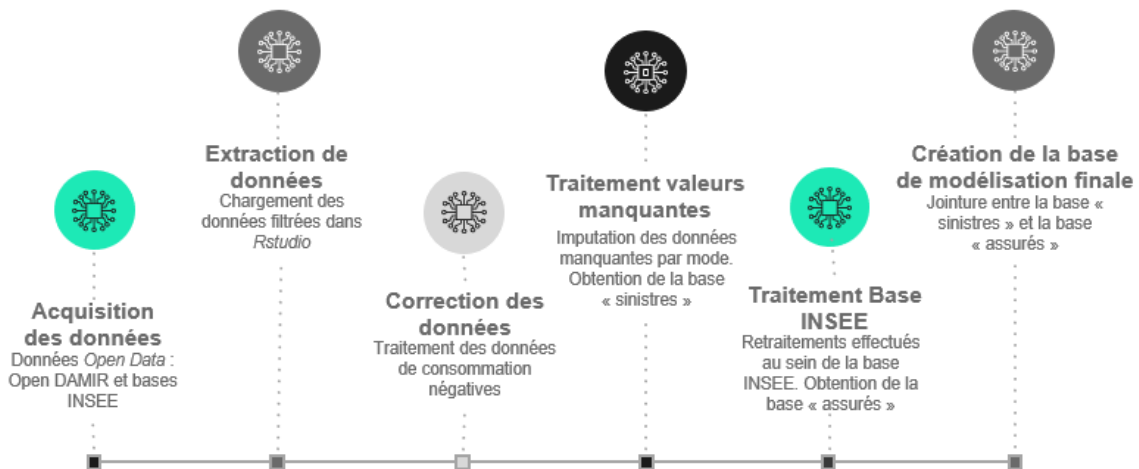 Acquisition
des données
Données Open Data :
Open DAMIR et bases
INSEE
Extraction de
données
Chargement des
données filtrées dans
Rstudio
Correction des
données
Traitement des données
de consommation
négatives
Traitement valeurs
manquantes
Imputation des données
manquantes par mode.
Obtention de la base
« sinistres »
Traitement Base
INSEE
Retraitements effectués
au sein de la base
INSEE. Obtention de la
base « assurés »
Création de la base
de modélisation finale
Jointure entre la base «
sinistres » et la base
« assurés »